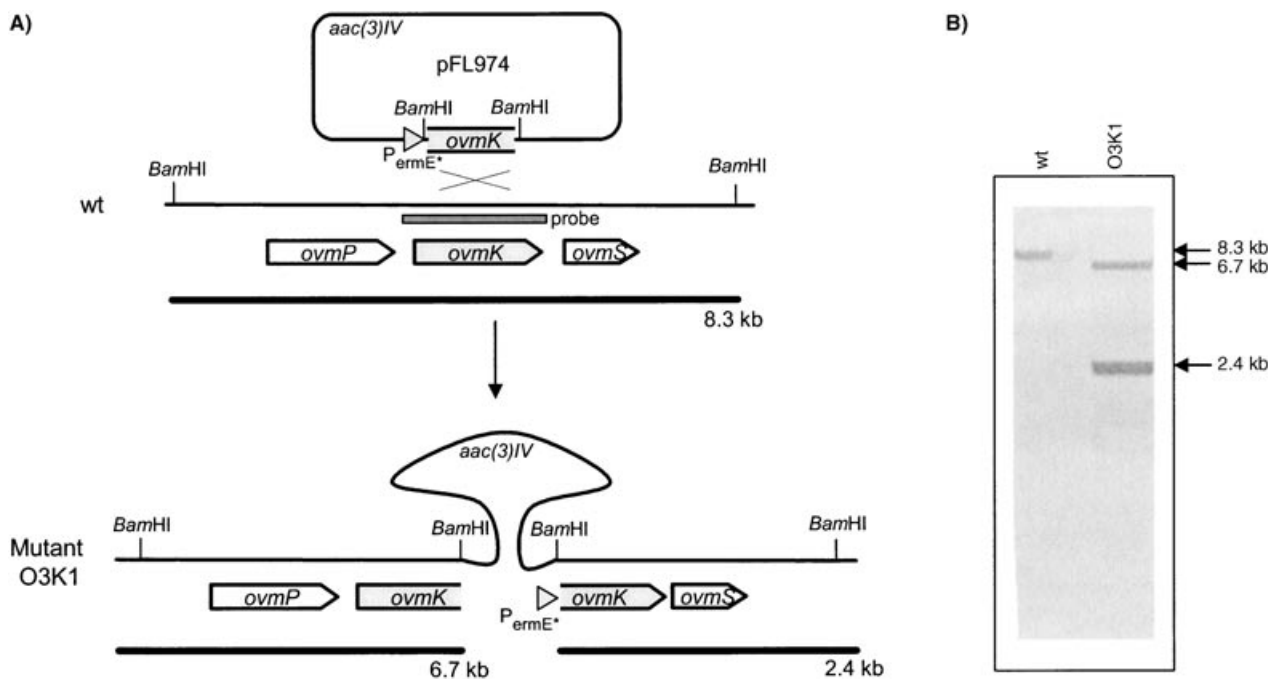 A)
aac(3)IV
pFL974
BamHI
BamHI
ovmK
PermE*
BamHI
BamHI
wt
probe
ovmP
ovmK
ovmS
8.3 kb
aac(3)IV
BamHI
BamHI
BamHI
BamHI
Mutant
O3K1
ovmP
ovmK
PermE*
ovmK
ovmS
6.7 kb
2.4 kb
B)
wt
O3K1
8.3 kb
6.7 kb
2.4 kb